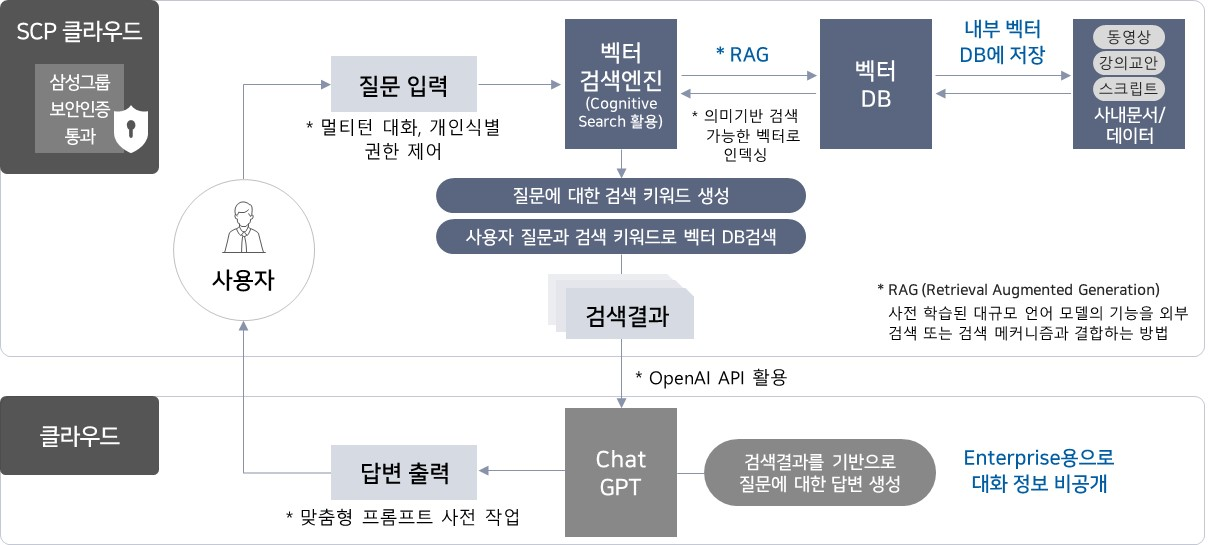 SCP 클라우드
삼성그룹
보안인증
통과
질문 입력
* 멀티턴 대화, 개인식별
권한 제어
벡터
검색엔진
(Cognitive
Search 활용)
* RAG
* 의미기반 검색
가능한 벡터로
인덱싱
벡터
DB
내부 벡터
DB에 저장
동영상
강의교안
스크립트
사내문서/
데이터
질문에 대한 검색 키워드 생성
사용자 질문과 검색 키워드로 벡터 DB검색
사용자
검색결과
* RAG (Retrieval Augmented Generation)
사전 학습된 대규모 언어 모델의 기능을 외부
검색 또는 검색 메커니즘과 결합하는 방법
* OpenAI API 활용
클라우드
답변 출력
* 맞춤형 프롬프트 사전 작업
Chat
GPT
검색결과를 기반으로
질문에 대한 답변 생성
Enterprise용으로
대화 정보 비공개